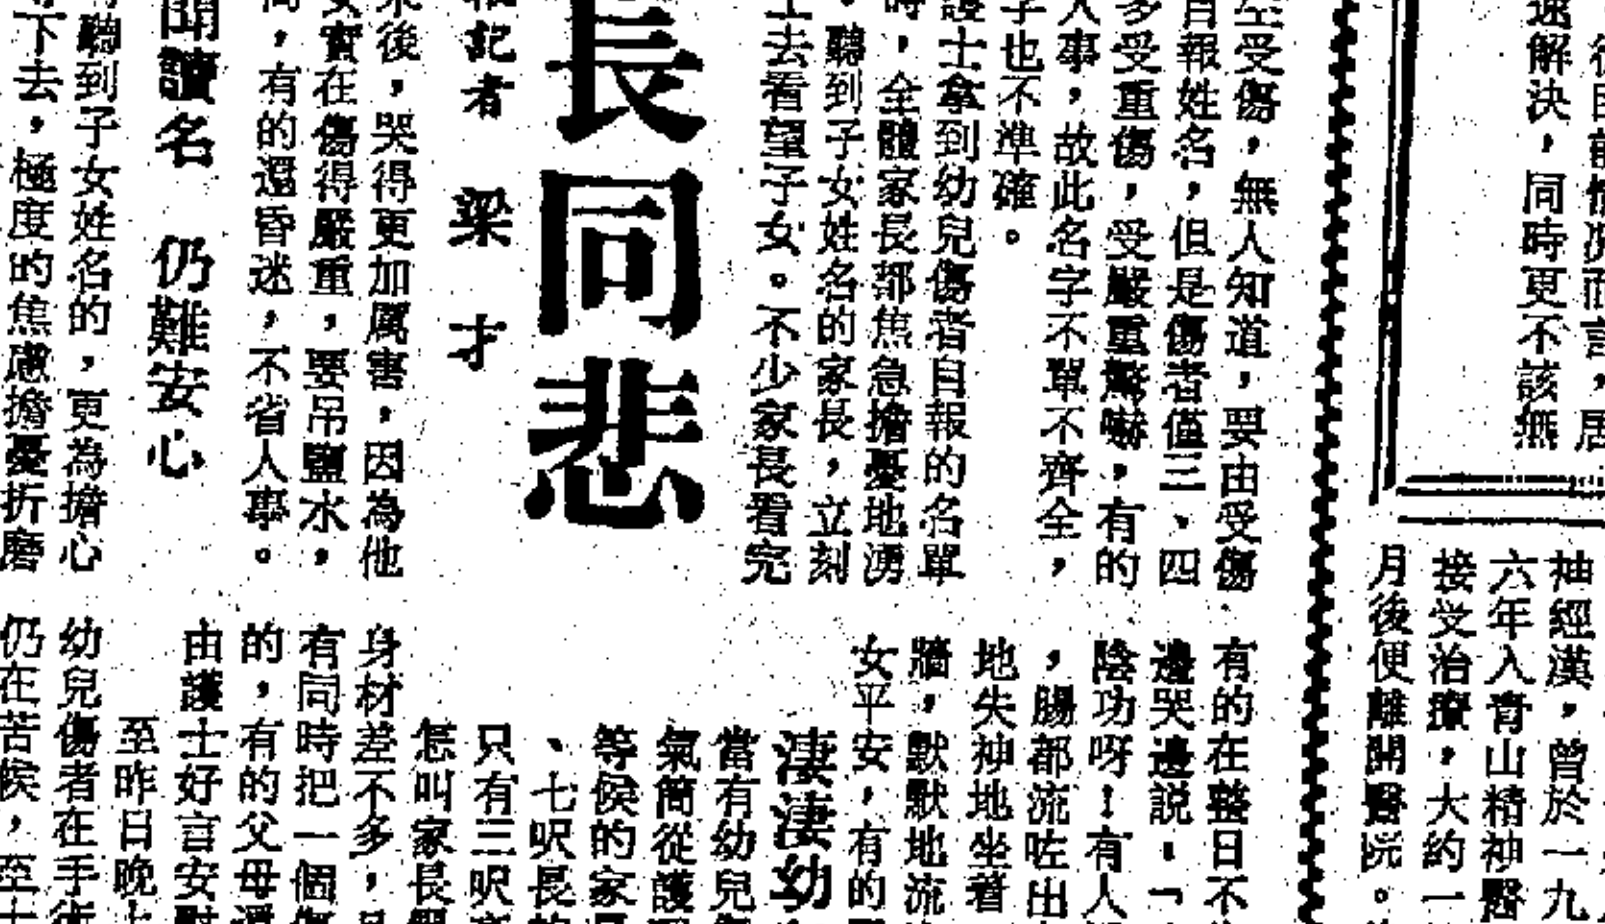 速解決，同時更不該無
至受傷，無人知道，要由受傷
自報姓名，但是傷者僅三、四
多受重傷，受嚴重驚嚇，有的
人事，故此名字不單不齊全，
字也不準確。
護士拿到幼兒傷者自報的名單
時，全體家長都焦急擔憂地湧
聽到子女姓名的家長，立刻
士去看望子女。不少家長看完
長同悲
記者 梁才
來後，哭得更加厲害，因為他
女實在傷得嚴重，要吊鹽水，
，有的還昏迷，不省人事。
聞讀名 仍難安心
聽到子女姓名的，更為擔心
下去，極度的焦慮擔憂折磨
神經漢，曾於一九
六年入青山精神醫
接受治療，大約一
月後便離開醫院。
有的在整日不
邊哭邊説：「
陰功呀！有人
，腸都流咗出
地失神地坐着
牆，默默地流
女平安，有的
淒淒幼
當有幼兒
氣筒從護
等候的家
、七呎長
只有三呎
怎叫家長
身材差不多，
有同時把一個
的，有的父母還
由護士好言安慰
至昨日晚上
幼兒傷者在手術
仍在苦候，至